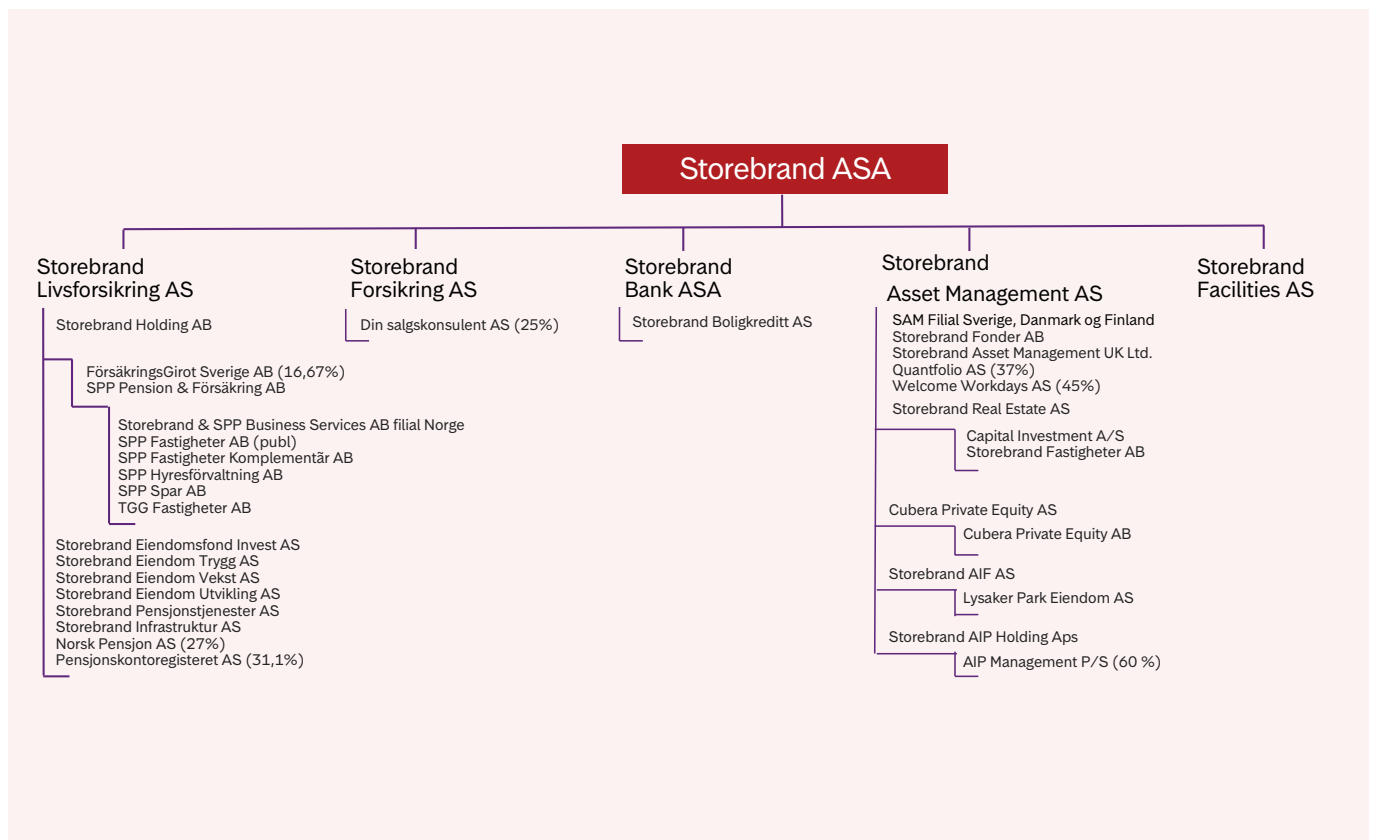 Storebrand ASA
Storebrand
Livsforsikring AS
Storebrand Holding AB
FörsäkringsGirot Sverige AB (16,67%)
SPP Pension & Försäkring AB
Storebrand & SPP Business Services AB filial Norge
SPP Fastigheter AB (publ)
SPP Fastigheter Komplementãr AB
SPP Hyresförvaltning AB
SPP Spar AB
TGG Fastigheter AB
Storebrand Eiendomsfond Invest AS
Storebrand Eiendom Trygg AS
Storebrand Eiendom Vekst AS
Storebrand Eiendom Utvikling AS
Storebrand Pensjonstjenester AS
Storebrand Infrastruktur AS
Norsk Pensjon AS (27%)
Pensjonskontoregisteret AS (31,1%)
Storebrand
Forsikring AS
Din salgskonsulent AS (25%)
Storebrand
Bank ASA
Storebrand Boligkreditt AS
Storebrand
Asset Management AS
SAM Filial Sverige, Danmark og Finland
Storebrand Fonder AB
Storebrand Asset Management UK Ltd.
Quantfolio AS (37%)
Welcome Workdays AS (45%)
Storebrand Real Estate AS
Capital Investment A/S
Storebrand Fastigheter AB
Cubera Private Equity AS
Cubera Private Equity AB
Storebrand AIF AS
Lysaker Park Eiendom AS
Storebrand AIP Holding Aps
AIP Management P/S (60 %)
Storebrand
Facilities AS